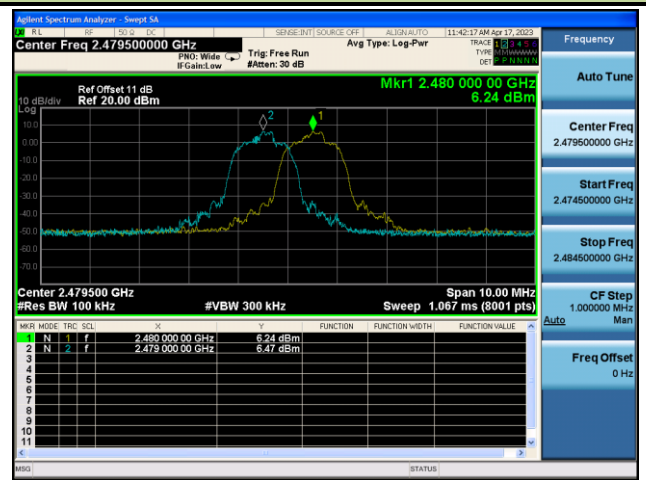 Agilent Spectrum Analyzer - Swept SA
RL RF 50 Ω DC SENSE:INT SOURCE OFF ALIGNAUTO 11:42:17 AM Apr 17, 2023
Center Freq 2.479500000 GHz
PNO: Wide
IFGain:Low
Trig: Free Run
#Atten: 30 dB
Avg Type: Log-Pwr
TRACE 1 2 3 4 5 6
TYPE
DET P P N N N N
Frequency
Auto Tune
Center Freq
2.479500000 GHz
Start Freq
2.474500000 GHz
Stop Freq
2.484500000 GHz
CF Step
1.000000 MHz
Auto Man
Freq Offset
0 Hz
Ref Offset 11 dB
Ref 20.00 dBm
10 dB/div
Log
Mkr1 2.480 000 00 GHz
6.24 dBm
10.0
0.00
-10.0
-20.0
-30.0
-40.0
-50.0
-60.0
-70.0
2
1
Center 2.479500 GHz
#Res BW 100 kHz
#VBW 300 kHz
Span 10.00 MHz
Sweep 1.067 ms (8001 pts)
MKR MODE TRC SCL X Y FUNCTION FUNCTION WIDTH FUNCTION VALUE
1 N 1 f 2.480 000 00 GHz 6.24 dBm
2 N 2 f 2.479 000 00 GHz 6.47 dBm
3
4
5
6
7
8
9
10
11
MSG
STATUS